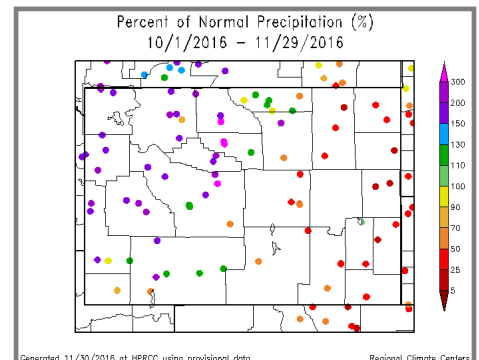 Percent of Normal Precipitation (%)
10/1/2016 – 11/29/2016
300
200
150
130
110
100
90
70
50
25
5
Generated 11/30/2016 at HPRCC using provisional data.
Regional Climate Centers